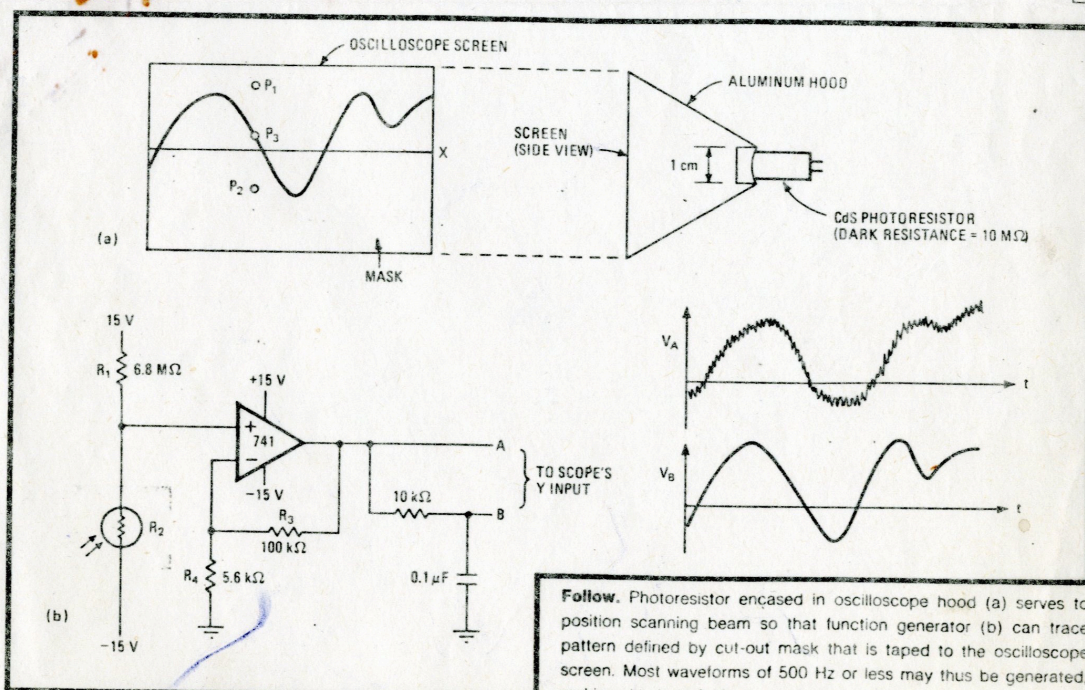 OSCILLOSCOPE SCREEN
P1
P3
P2
X
MASK
(a)
ALUMINUM HOOD
SCREEN
(SIDE VIEW)
1 cm
CdS PHOTORESISTOR
(DARK RESISTANCE = 10 MΩ)
15 V
R1 6.8 MΩ
+15 V
+
741
−
−15 V
A
TO SCOPE'S
Y INPUT
10 kΩ
B
R3
100 kΩ
R2
R4 5.6 kΩ
0.1 μF
(b)
−15 V
VA
t
VB
t
Follow. Photoresistor encased in oscilloscope hood (a) serves to
position scanning beam so that function generator (b) can trace
pattern defined by cut-out mask that is taped to the oscilloscope
screen. Most waveforms of 500 Hz or less may thus be generated,